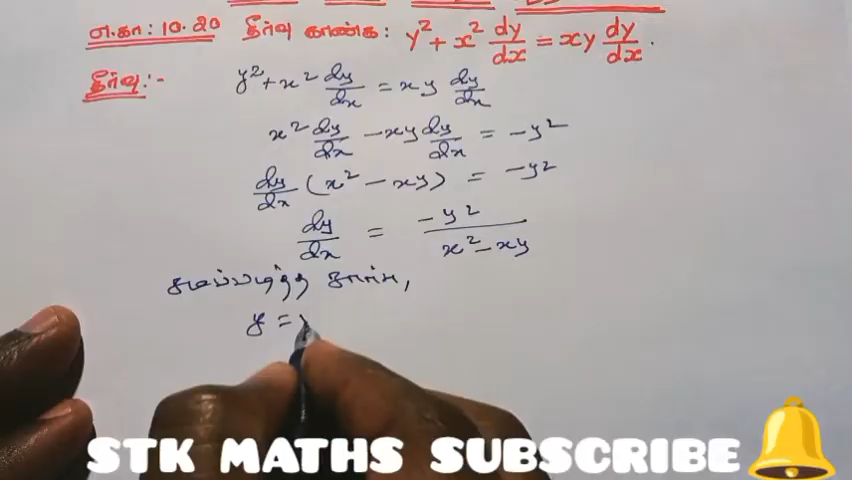 எ.கா: 10.20 தீர்வு காண்க: y² + x² dy/dx = xy dy/dx.
தீர்வு:-
y² + x² dy/dx = xy dy/dx
x² dy/dx - xy dy/dx = -y²
dy/dx (x² - xy) = -y²
dy/dx = -y² / x² - xy
சமப்படித்தான சார்பு,
y =
STK MATHS SUBSCRIBE